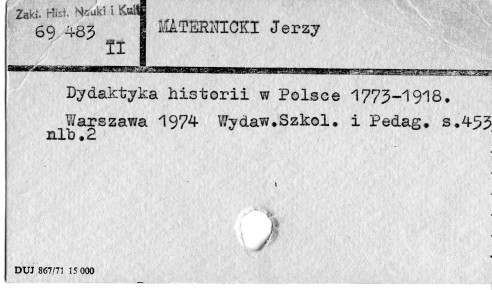 Zakł. Hist. Nauki i Kult
69 483
II
MATERNICKI Jerzy
Dydaktyka historii w Polsce 1773-1918.
Warszawa 1974 Wydaw.Szkol. i Pedag. s.453
nlb.2
DUJ 867/71 15 000